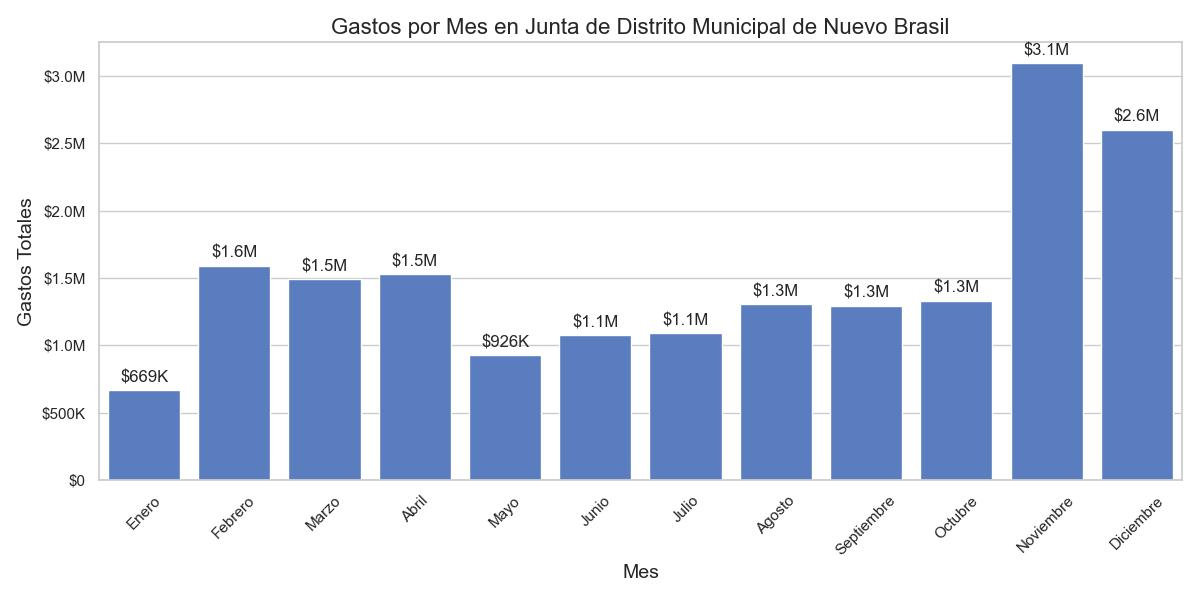 Gastos por Mes en Junta de Distrito Municipal de Nuevo Brasil
Gastos Totales
$3.0M
$2.5M
$2.0M
$1.5M
$1.0M
$500K
$0
$669K
$1.6M
$1.5M
$1.5M
$926K
$1.1M
$1.1M
$1.3M
$1.3M
$1.3M
$3.1M
$2.6M
Enero
Febrero
Marzo
Abril
Mayo
Junio
Julio
Agosto
Septiembre
Octubre
Noviembre
Diciembre
Mes